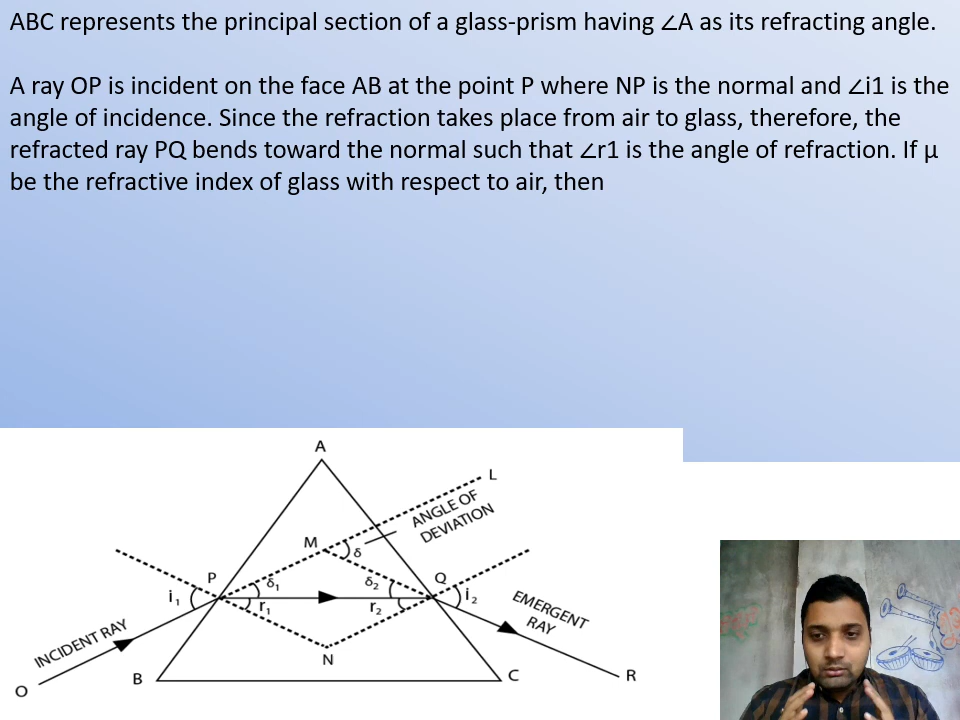 ABC represents the principal section of a glass-prism having ∠A as its refracting angle.
A ray OP is incident on the face AB at the point P where NP is the normal and ∠i1 is the
angle of incidence. Since the refraction takes place from air to glass, therefore, the
refracted ray PQ bends toward the normal such that ∠r1 is the angle of refraction. If μ
be the refractive index of glass with respect to air, then
A
L
ANGLE OF
DEVIATION
M
δ
P
δ₁
δ₂
Q
i₁
r₁
r₂
i₂
EMERGENT
RAY
INCIDENT RAY
N
O
B
C
R